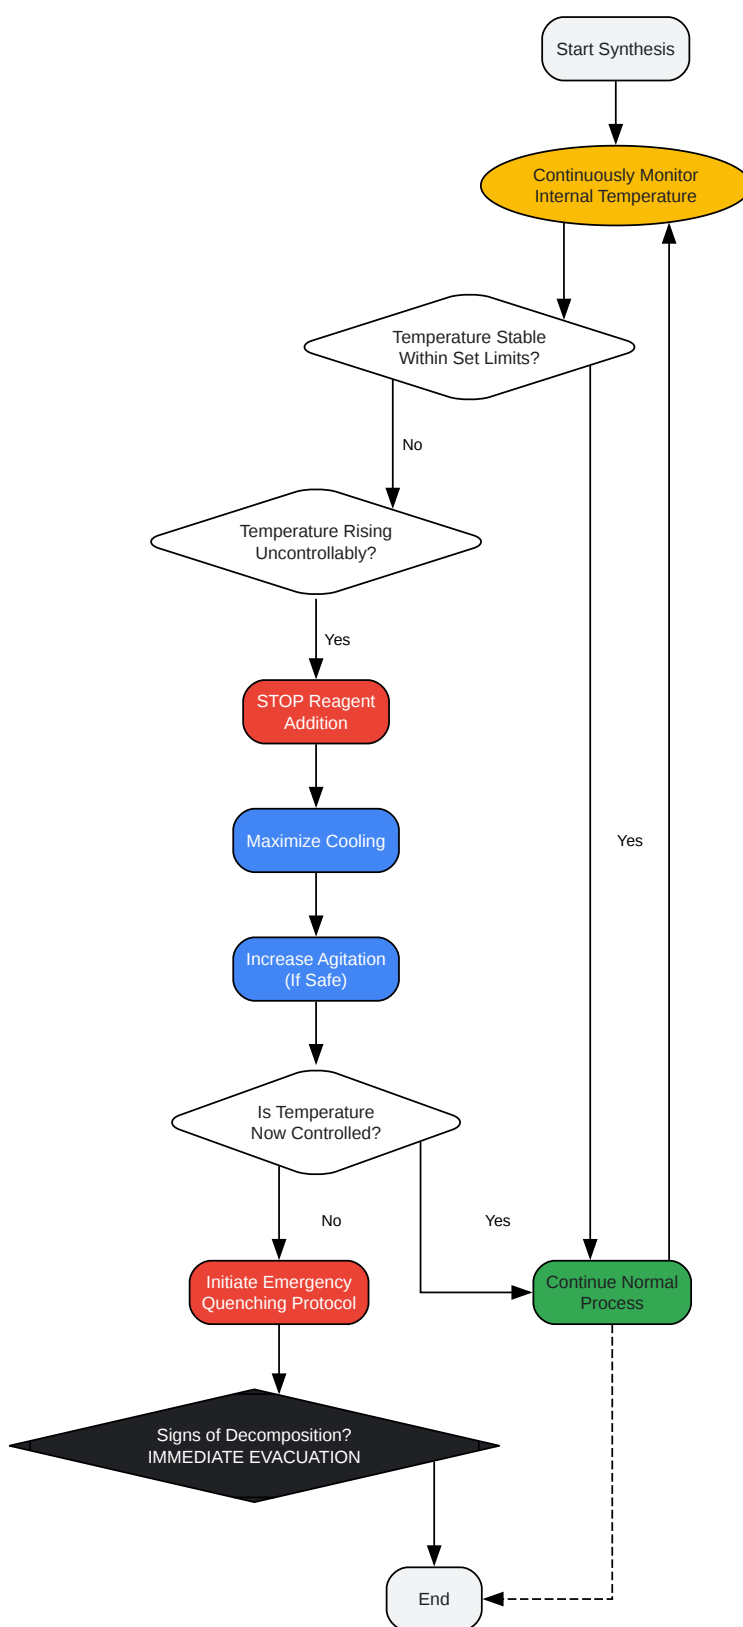 Start Synthesis
Continuously Monitor
Internal Temperature
Temperature Stable
Within Set Limits?
No
Temperature Rising
Uncontrollably?
Yes
STOP Reagent
Addition
Maximize Cooling
Yes
Increase Agitation
(If Safe)
Is Temperature
Now Controlled?
No
Yes
Initiate Emergency
Quenching Protocol
Continue Normal
Process
Signs of Decomposition?
IMMEDIATE EVACUATION
End